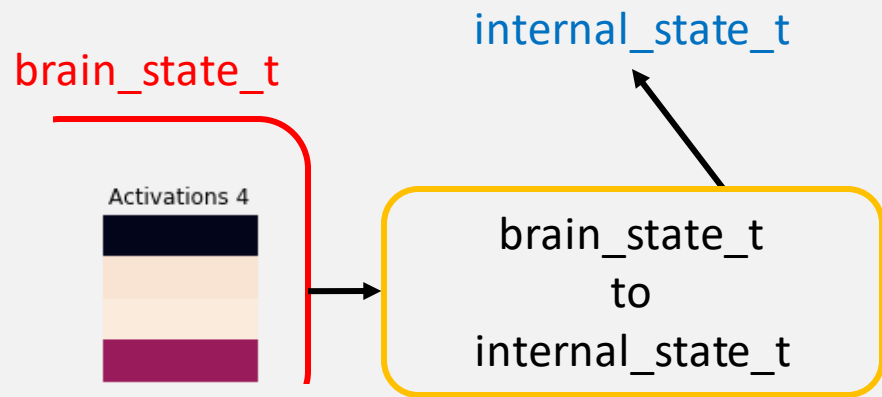 internal_state_t
brain_state_t
Activations 4
brain_state_t
to
internal_state_t